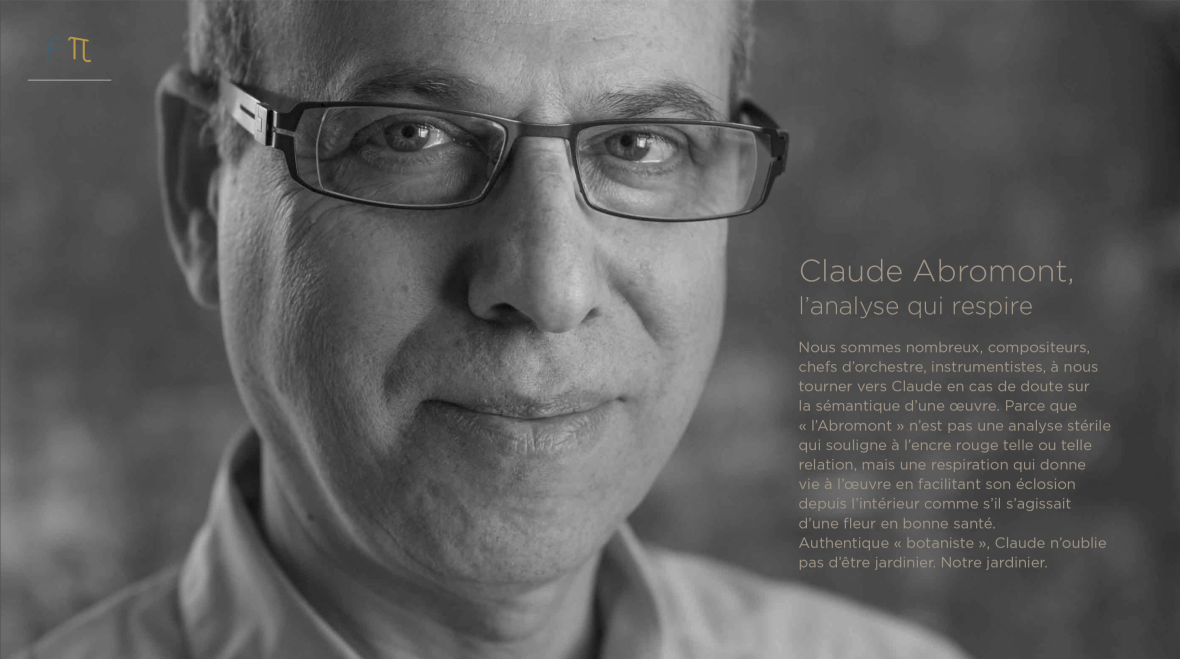 π
Claude Abromont,
l’analyse qui respire
Nous sommes nombreux, compositeurs,
chefs d’orchestre, instrumentistes, à nous
tourner vers Claude en cas de doute sur
la sémantique d’une œuvre. Parce que
« l’Abromont » n’est pas une analyse stérile
qui souligne à l’encre rouge telle ou telle
relation, mais une respiration qui donne
vie à l’œuvre en facilitant son éclosion
depuis l’intérieur comme s’il s’agissait
d’une fleur en bonne santé.
Authentique « botaniste », Claude n’oublie
pas d’être jardinier. Notre jardinier.